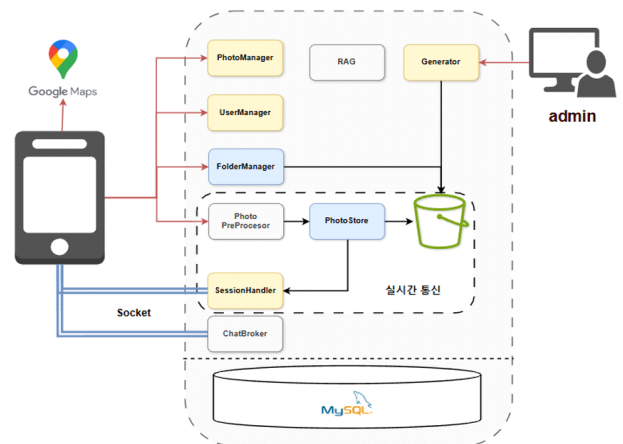 PhotoManager
RAG
Generator
Google Maps
UserManager
admin
FolderManager
Photo
PreProcesor
PhotoStore
SessionHandler
실시간 통신
Socket
ChatBroker
MySQL